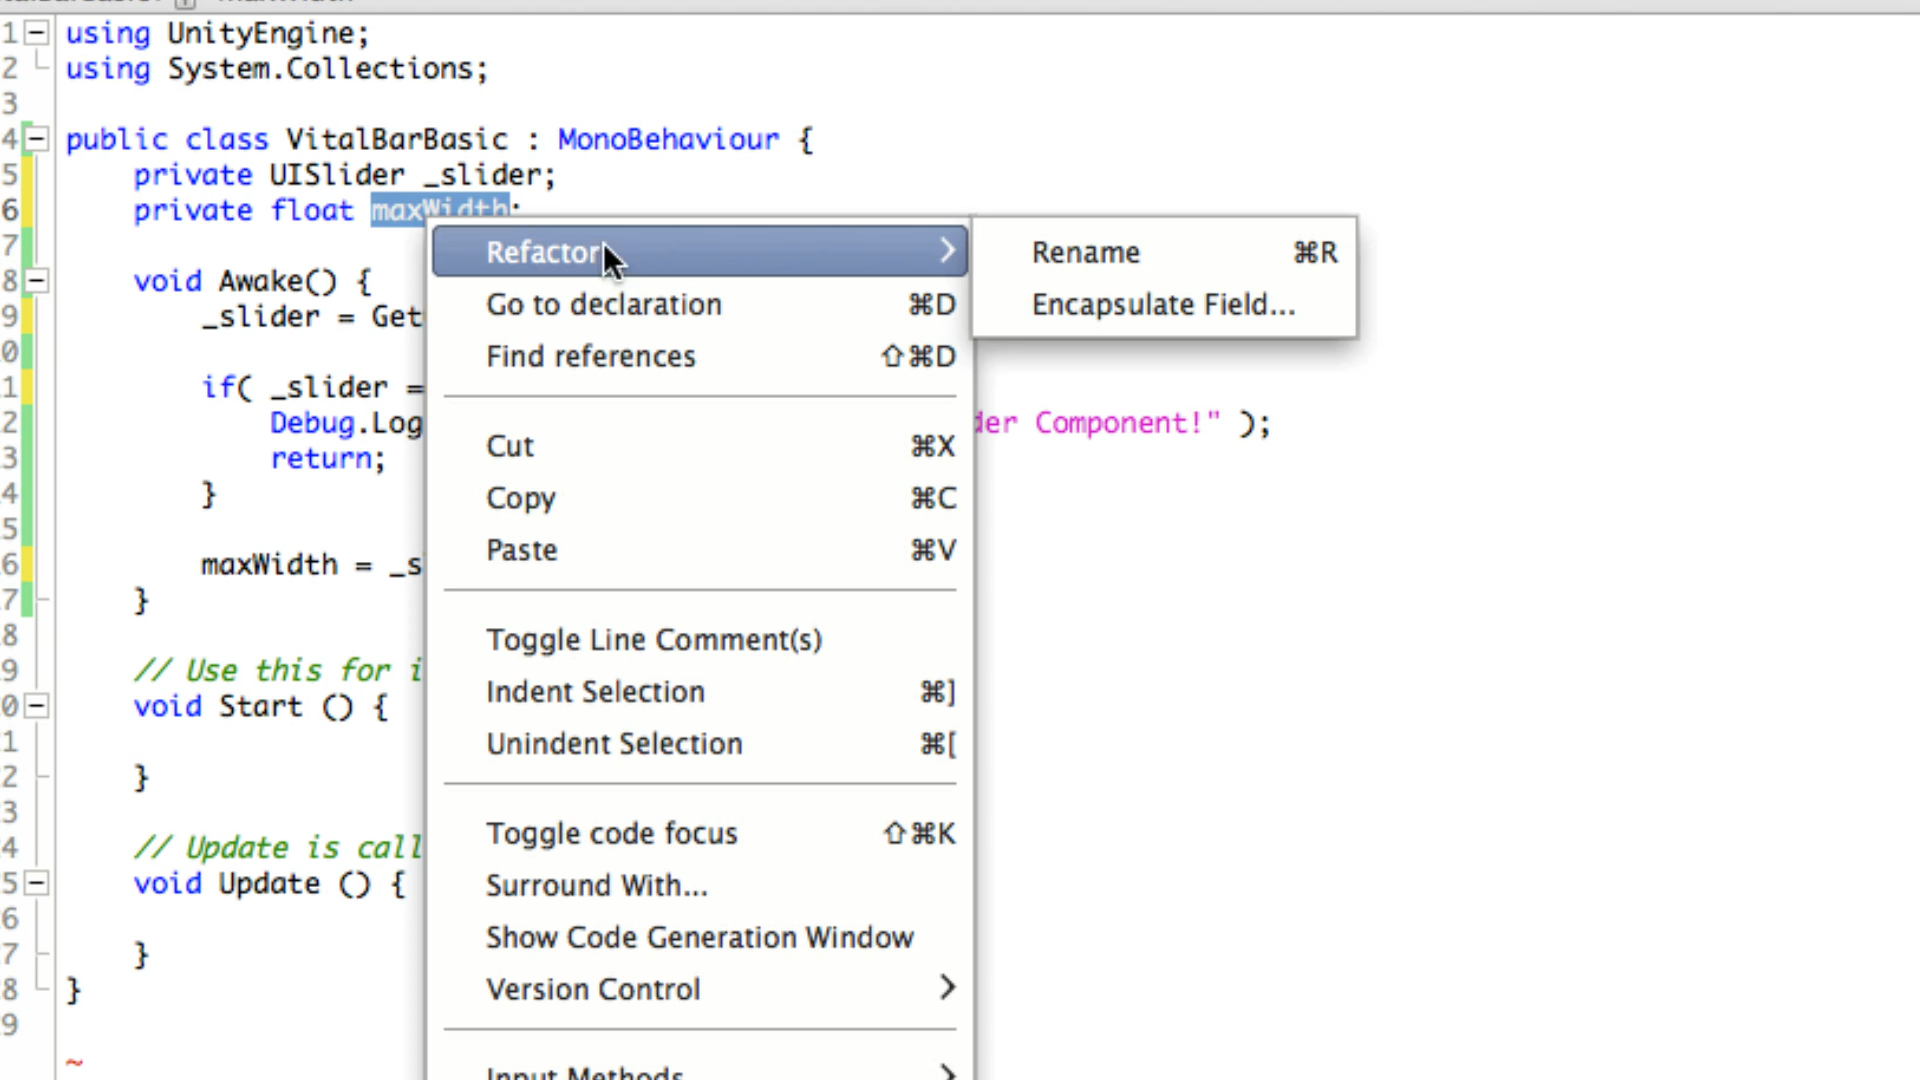 1 using UnityEngine;
2 using System.Collections;
3
4 public class VitalBarBasic : MonoBehaviour {
5 private UISlider _slider;
6 private float maxWidth;
7
Refactor
Rename ⌘R
8 void Awake() {
9 _slider = Get
Go to declaration ⌘D
Encapsulate Field...
0
Find references ⇧⌘D
1 if( _slider =
2 Debug.Log
der Component!" );
3 return;
Cut ⌘X
4 }
Copy ⌘C
5
Paste ⌘V
6 maxWidth = _s
7 }
8
Toggle Line Comment(s)
9 // Use this for i
Indent Selection ⌘]
0 void Start () {
1
Unindent Selection ⌘[
2 }
3
Toggle code focus ⇧⌘K
4 // Update is call
5 void Update () {
Surround With...
6
Show Code Generation Window
7 }
8 }
Version Control
9
~
Input Methods